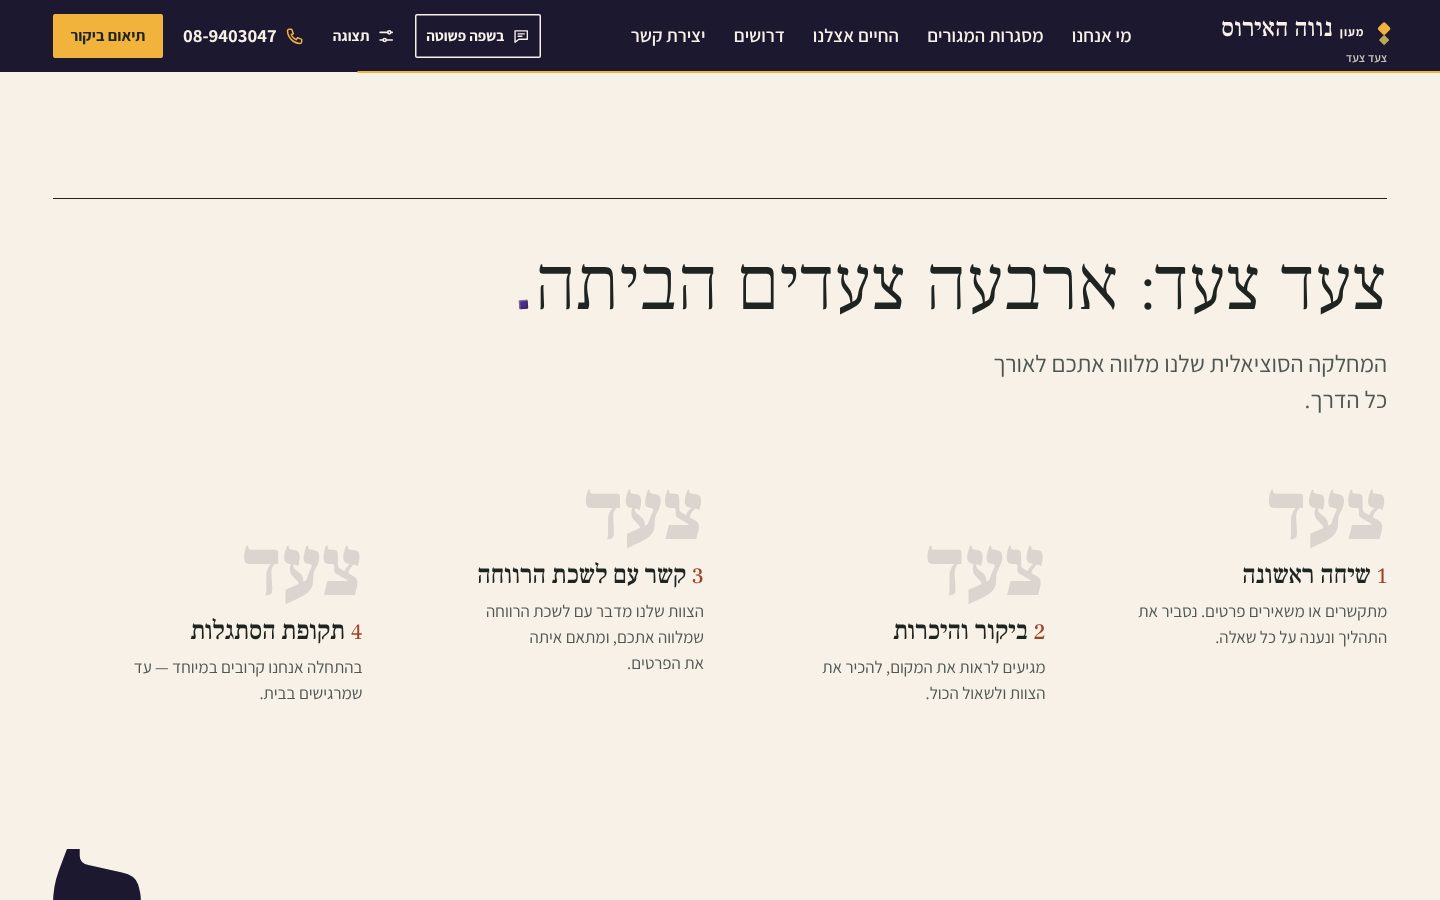 מעון נווה האירוס
צעד צעד
מי אנחנו
מסגרות המגורים
החיים אצלנו
דרושים
יצירת קשר
בשפה פשוטה
תצוגה
08-9403047
תיאום ביקור
צעד צעד: ארבעה צעדים הביתה.
המחלקה הסוציאלית שלנו מלווה אתכם לאורך
כל הדרך.
צעד
1 שיחה ראשונה
מתקשרים או משאירים פרטים. נסביר את
התהליך ונענה על כל שאלה.
צעד
2 ביקור והיכרות
מגיעים לראות את המקום, להכיר את
הצוות ולשאול הכול.
צעד
3 קשר עם לשכת הרווחה
הצוות שלנו מדבר עם לשכת הרווחה
שמלווה אתכם, ומתאם איתה
את הפרטים.
צעד
4 תקופת הסתגלות
בהתחלה אנחנו קרובים במיוחד — עד
שמרגישים בבית.